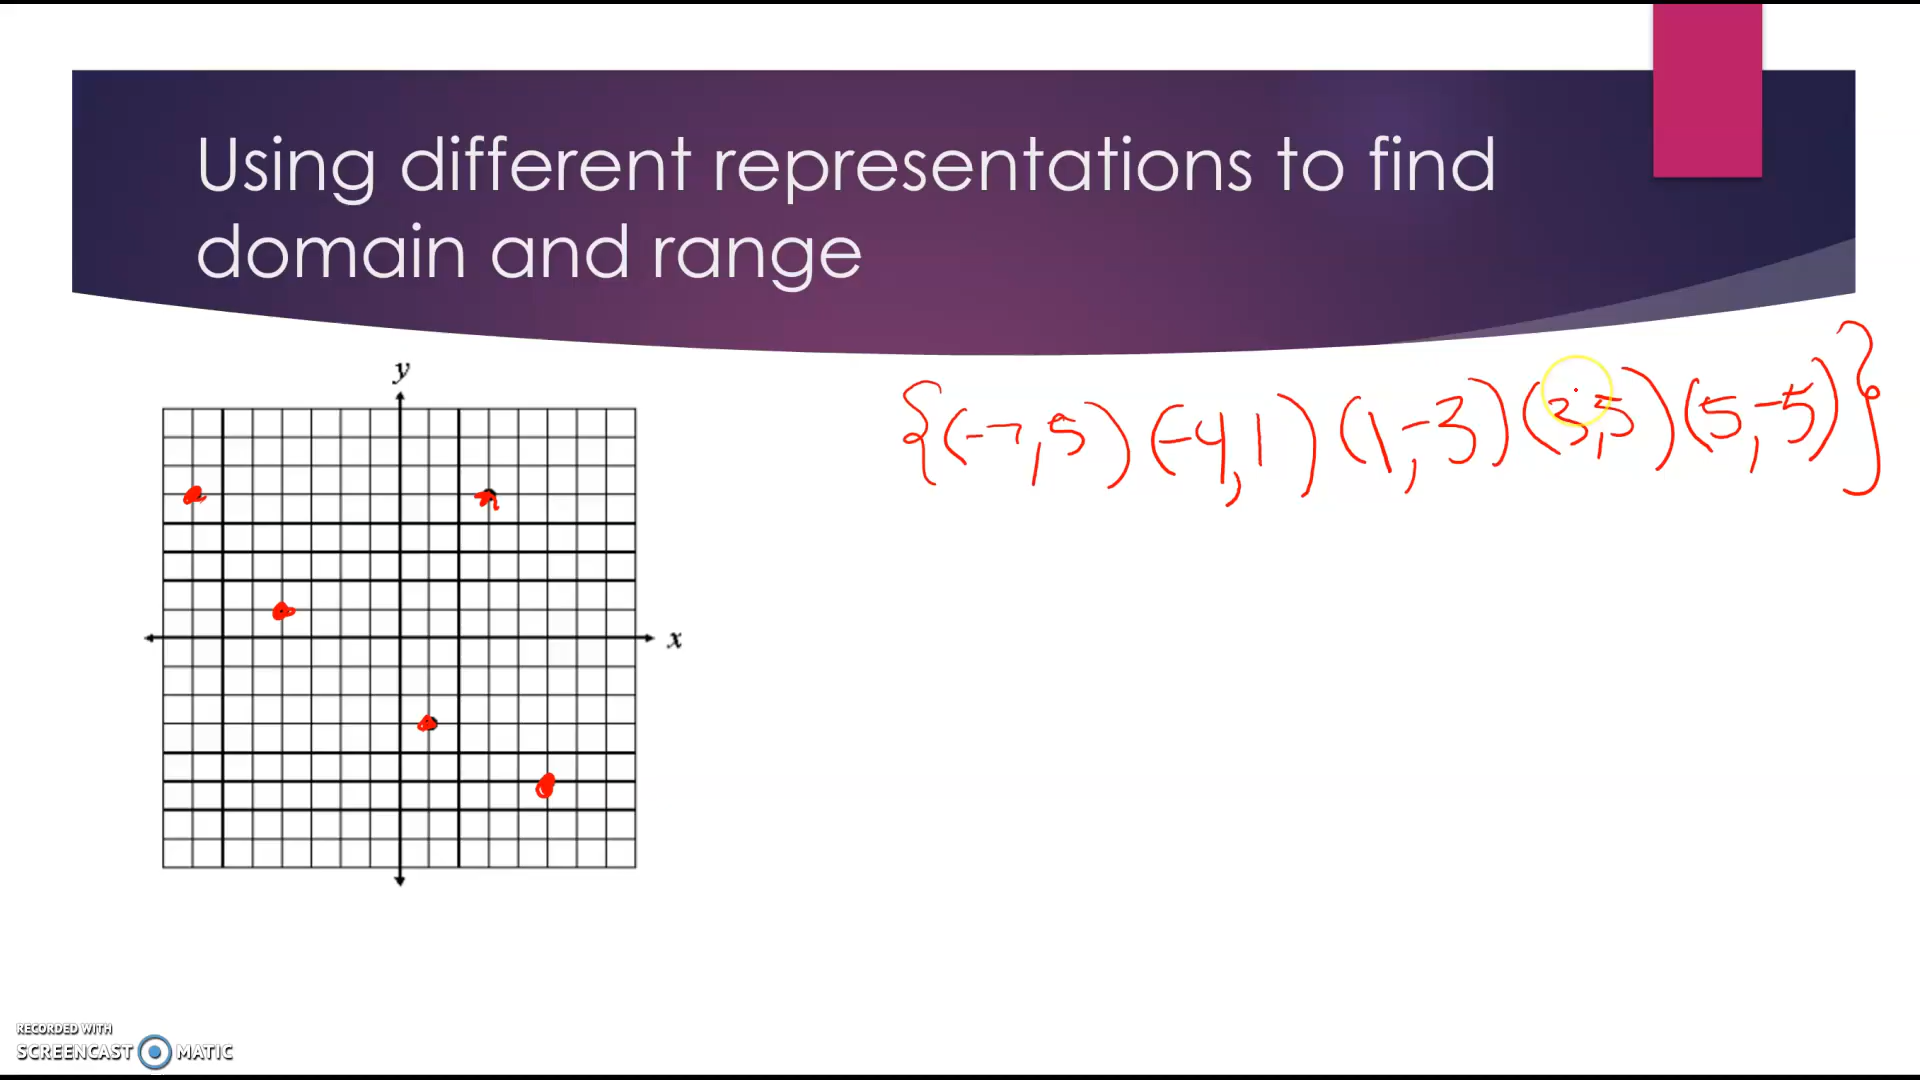 Using different representations to find
domain and range
{(-7,5)(-4,1)(1,-3)(3,5)(5,-5)}
y
x
RECORDED WITH
SCREENCAST MATIC